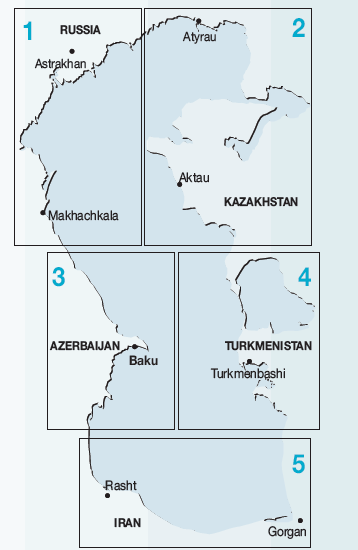 1
RUSSIA
Astrakhan
Makhachkala
2
Atyrau
Aktau
KAZAKHSTAN
3
AZERBAIJAN
Baku
4
TURKMENISTAN
Turkmenbashi
5
Rasht
IRAN
Gorgan